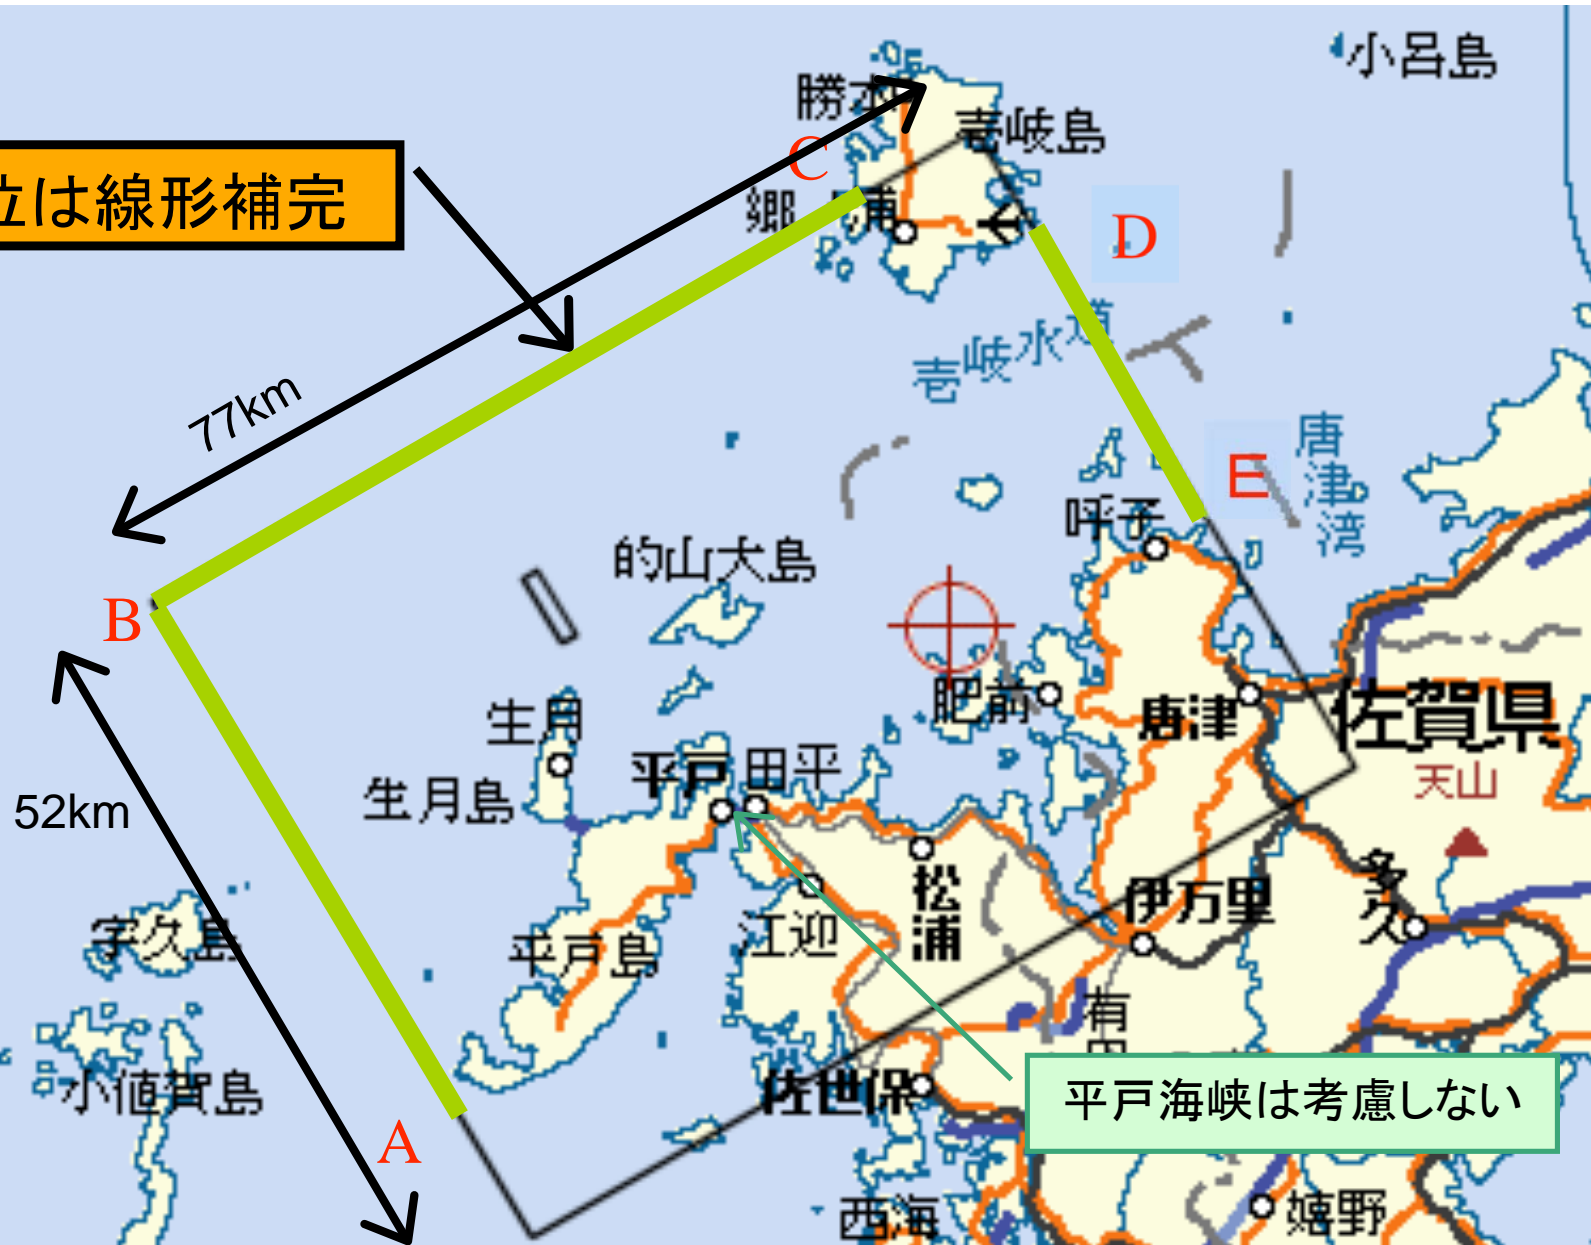 小呂島
勝本
壱岐島
C
位は線形補完
郷ノ浦
D
壱岐水道
77km
唐津湾
E
呼子
的山大島
B
肥前
生月
唐津
佐賀県
平戸
田平
天山
生月島
52km
松浦
伊万里
多久
宇久島
平戸島
江迎
有田
小値賀島
佐世保
平戸海峡は考慮しない
A
西海
嬉野